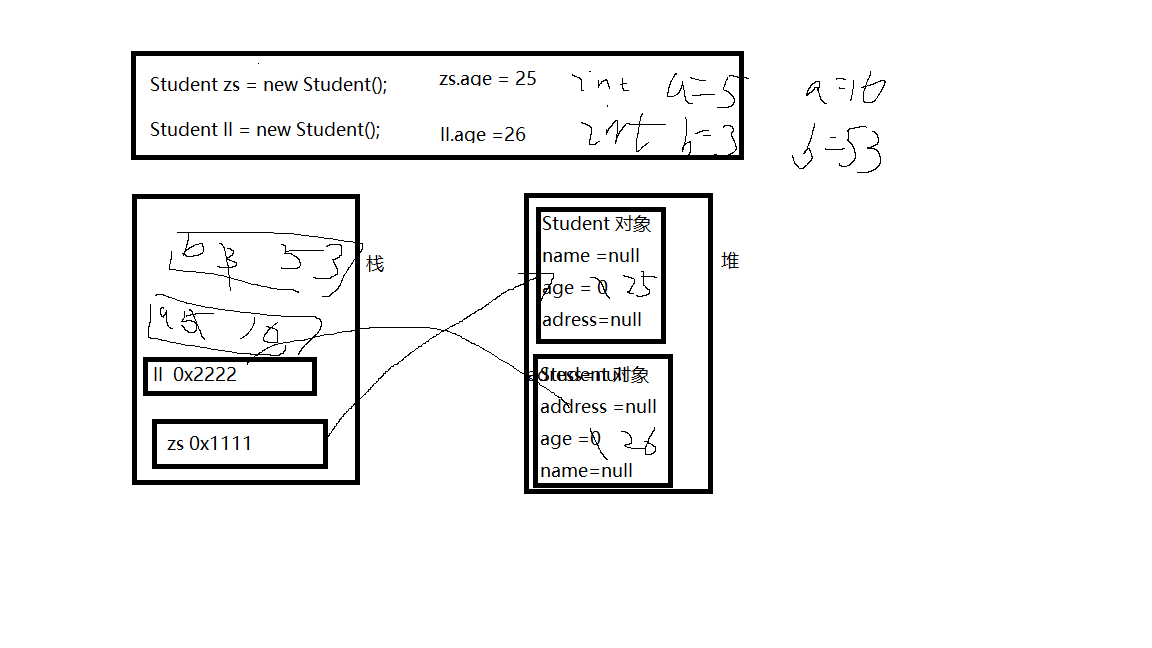 Student zs = new Student(); zs.age = 25 int a=5 a=16
Student ll = new Student(); ll.age =26 int b=3 b=53
b 3 53
栈
a 5 16
ll 0x2222
zs 0x1111
Student 对象
堆
name =null
age = 0 25
adress=null
Student 对象
address =null
age =0 26
name=null